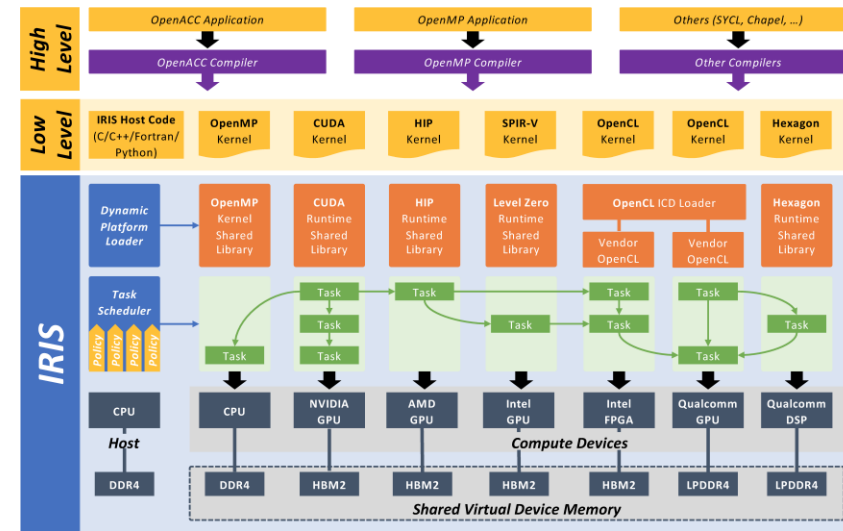 High
Level
OpenACC Application
OpenMP Application
Others (SYCL, Chapel, …)
OpenACC Compiler
OpenMP Compiler
Other Compilers
Low
Level
IRIS Host Code
(C/C++/Fortran/
Python)
OpenMP
Kernel
CUDA
Kernel
HIP
Kernel
SPIR-V
Kernel
OpenCL
Kernel
OpenCL
Kernel
Hexagon
Kernel
IRIS
Dynamic
Platform
Loader
OpenMP
Kernel
Shared
Library
CUDA
Runtime
Shared
Library
HIP
Runtime
Shared
Library
Level Zero
Runtime
Shared
Library
OpenCL ICD Loader
Vendor
OpenCL
Vendor
OpenCL
Hexagon
Runtime
Shared
Library
Task
Scheduler
Policy
Policy
Policy
Policy
Task
Task
Task
Task
Task
Task
Task
Task
Task
Task
Task
CPU
Host
DDR4
CPU
NVIDIA
GPU
AMD
GPU
Intel
GPU
Intel
FPGA
Qualcomm
GPU
Qualcomm
DSP
Compute Devices
DDR4
HBM2
HBM2
HBM2
HBM2
LPDDR4
LPDDR4
Shared Virtual Device Memory